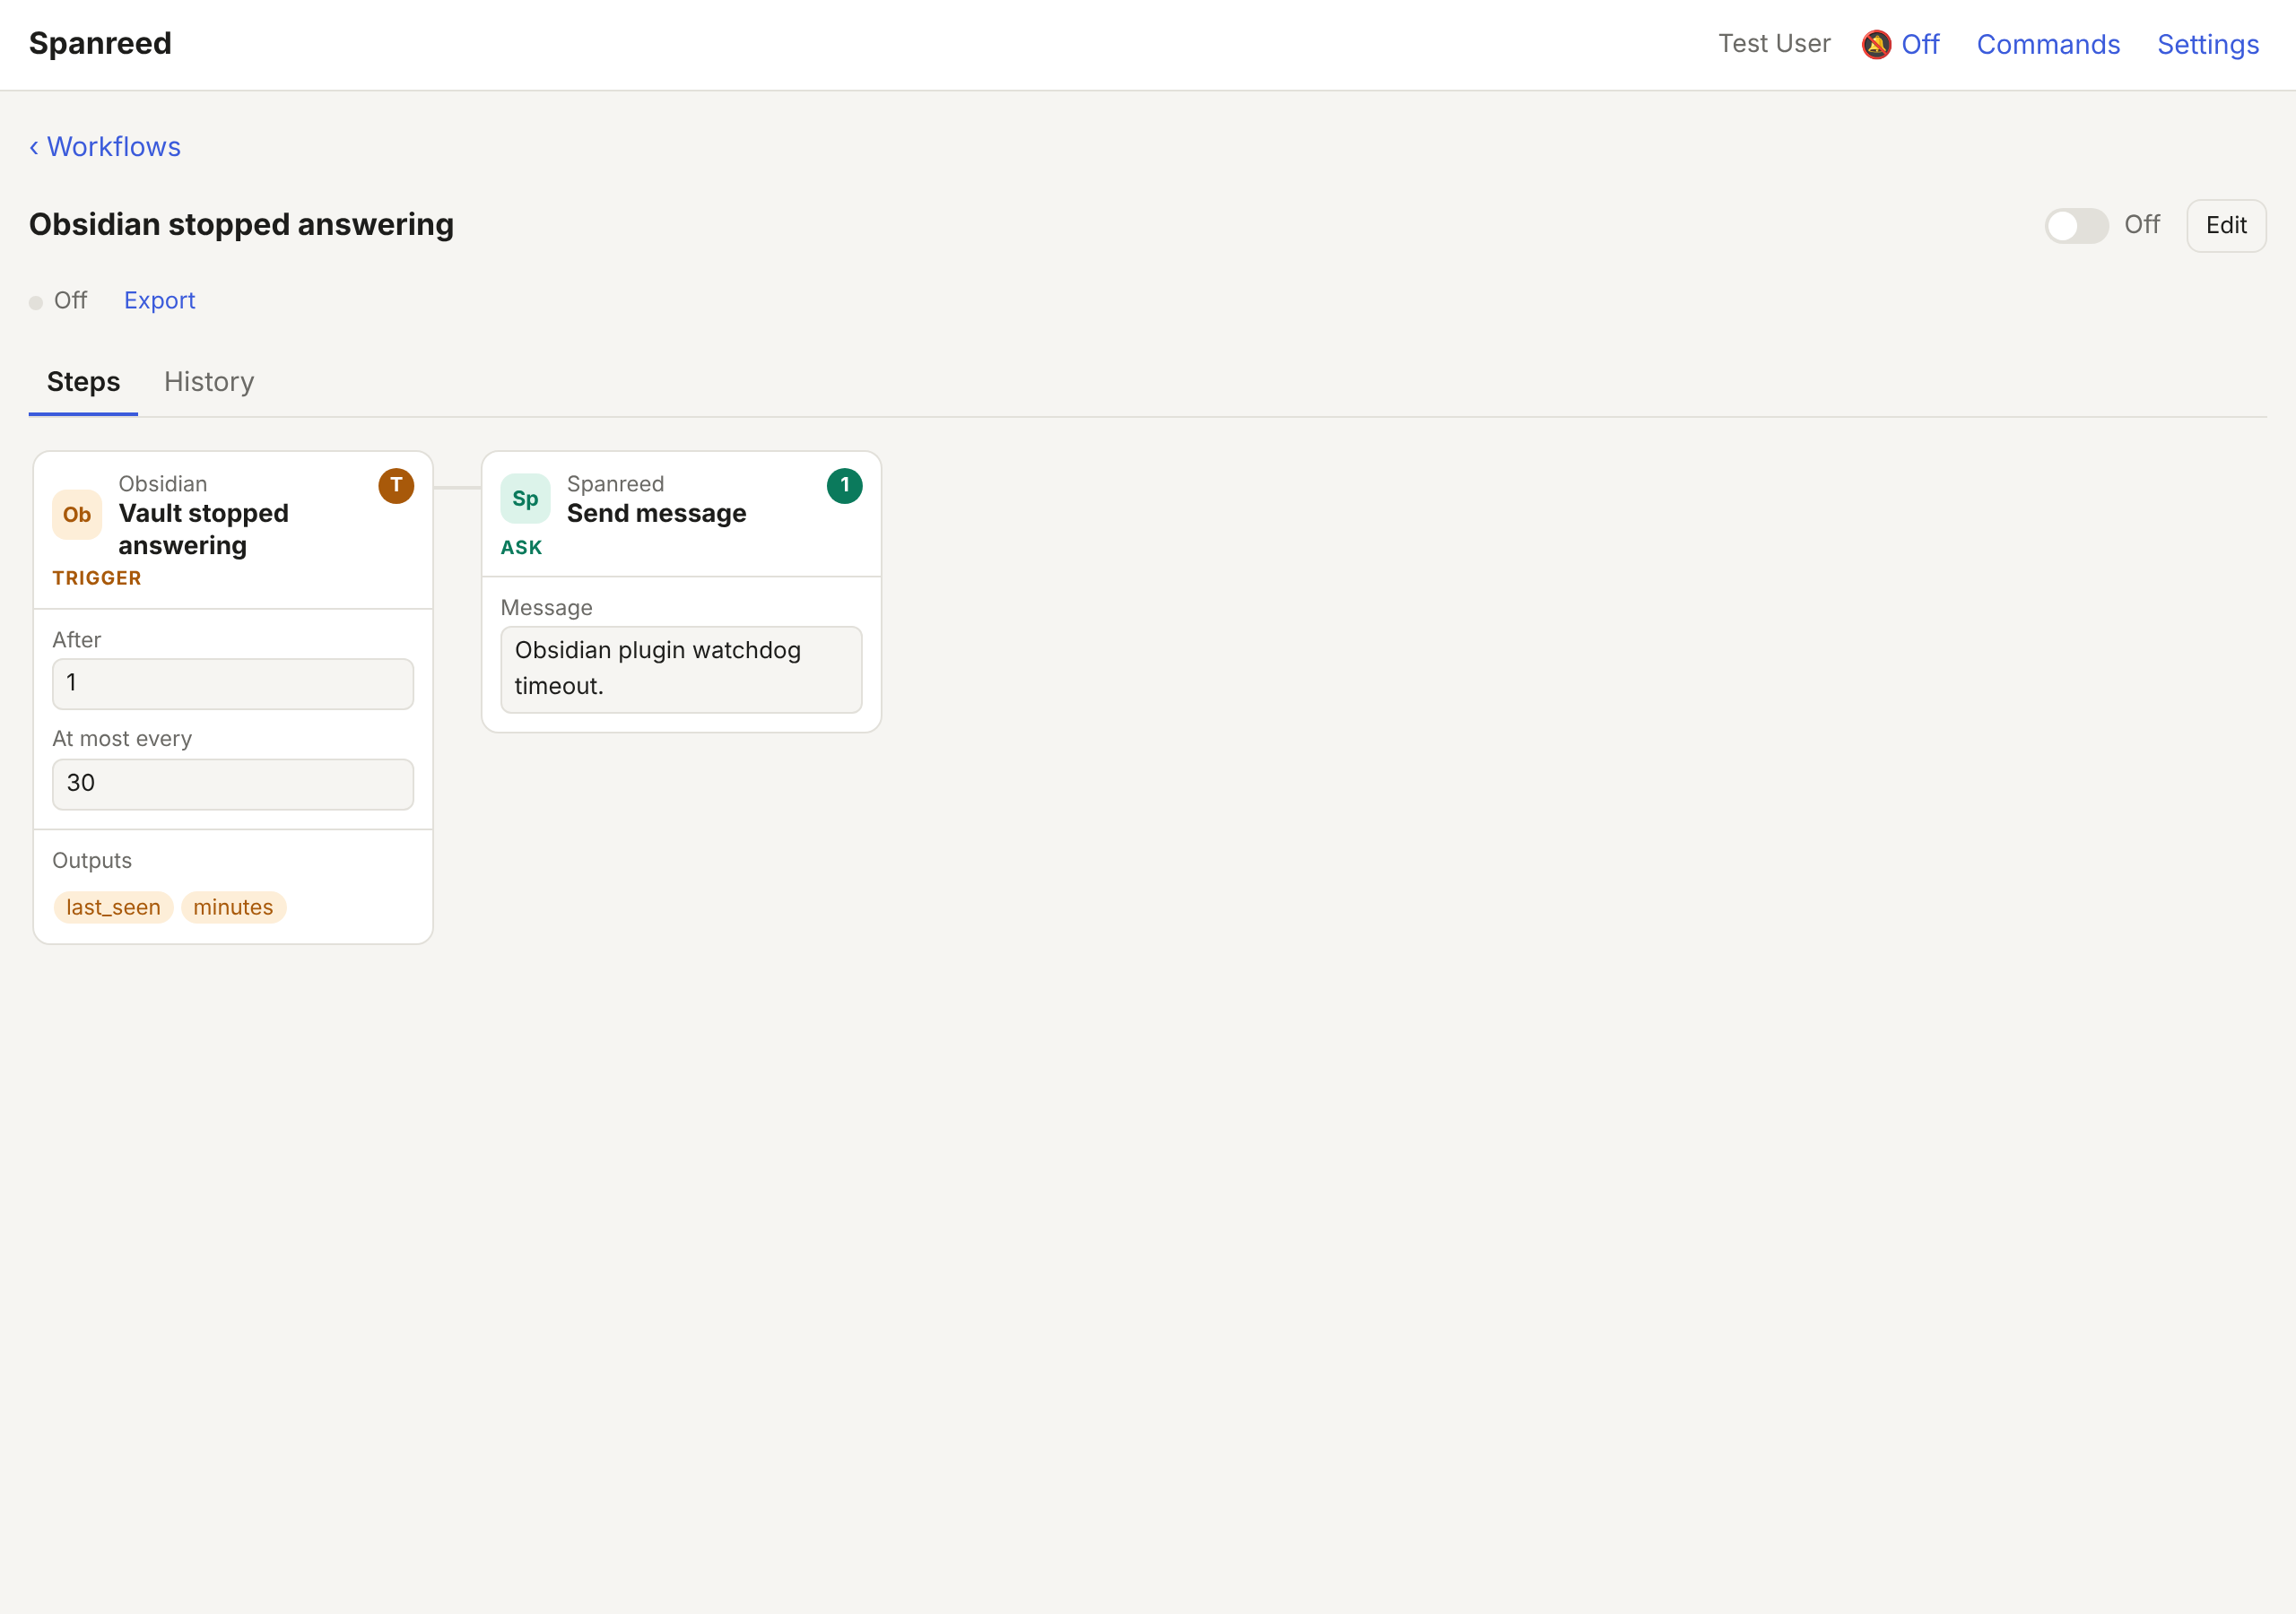 Spanreed
Test User
Off
Commands
Settings
‹ Workflows
Obsidian stopped answering
Off
Edit
Off
Export
Steps
History
Ob
Obsidian
Vault stopped
answering
T
TRIGGER
After
1
At most every
30
Outputs
last_seen
minutes
Sp
Spanreed
Send message
1
ASK
Message
Obsidian plugin watchdog
timeout.